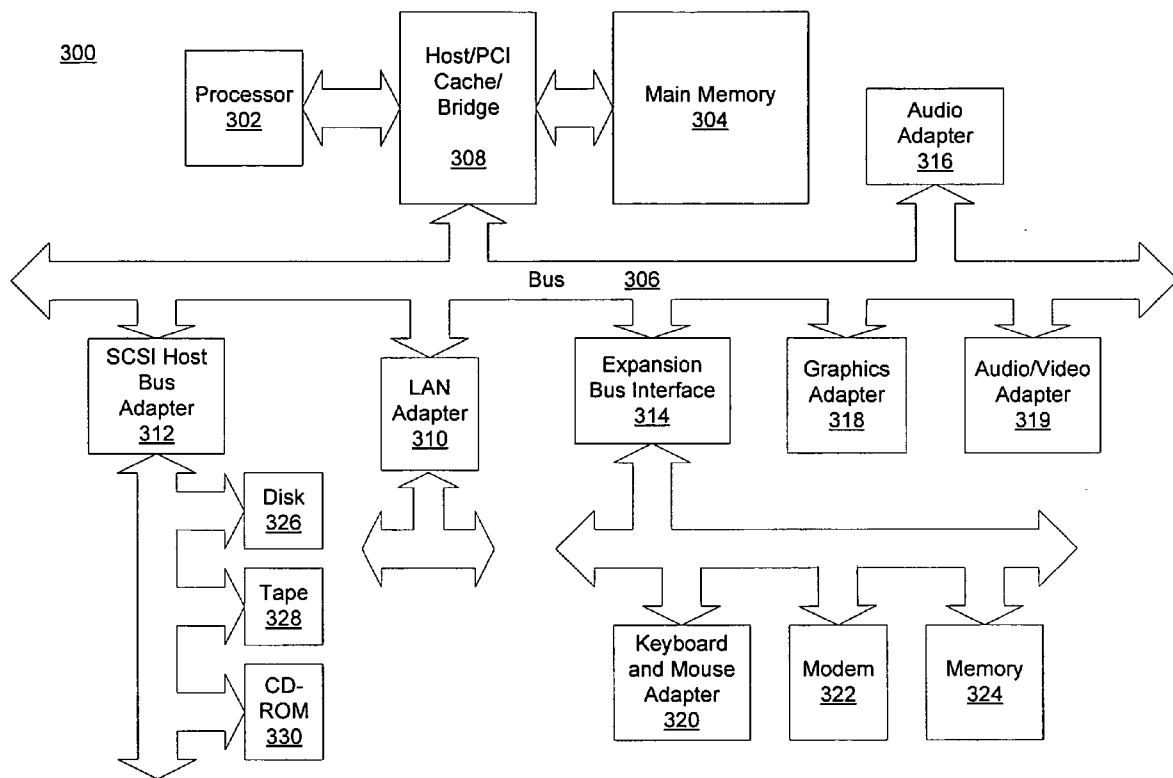 300
Processor
302
Host/PCI
Cache/
Bridge
308
Main Memory
304
Audio
Adapter
316
Bus 306
SCSI Host
Bus
Adapter
312
LAN
Adapter
310
Expansion
Bus Interface
314
Graphics
Adapter
318
Audio/Video
Adapter
319
Disk
326
Tape
328
CD-
ROM
330
Keyboard
and Mouse
Adapter
320
Modem
322
Memory
324